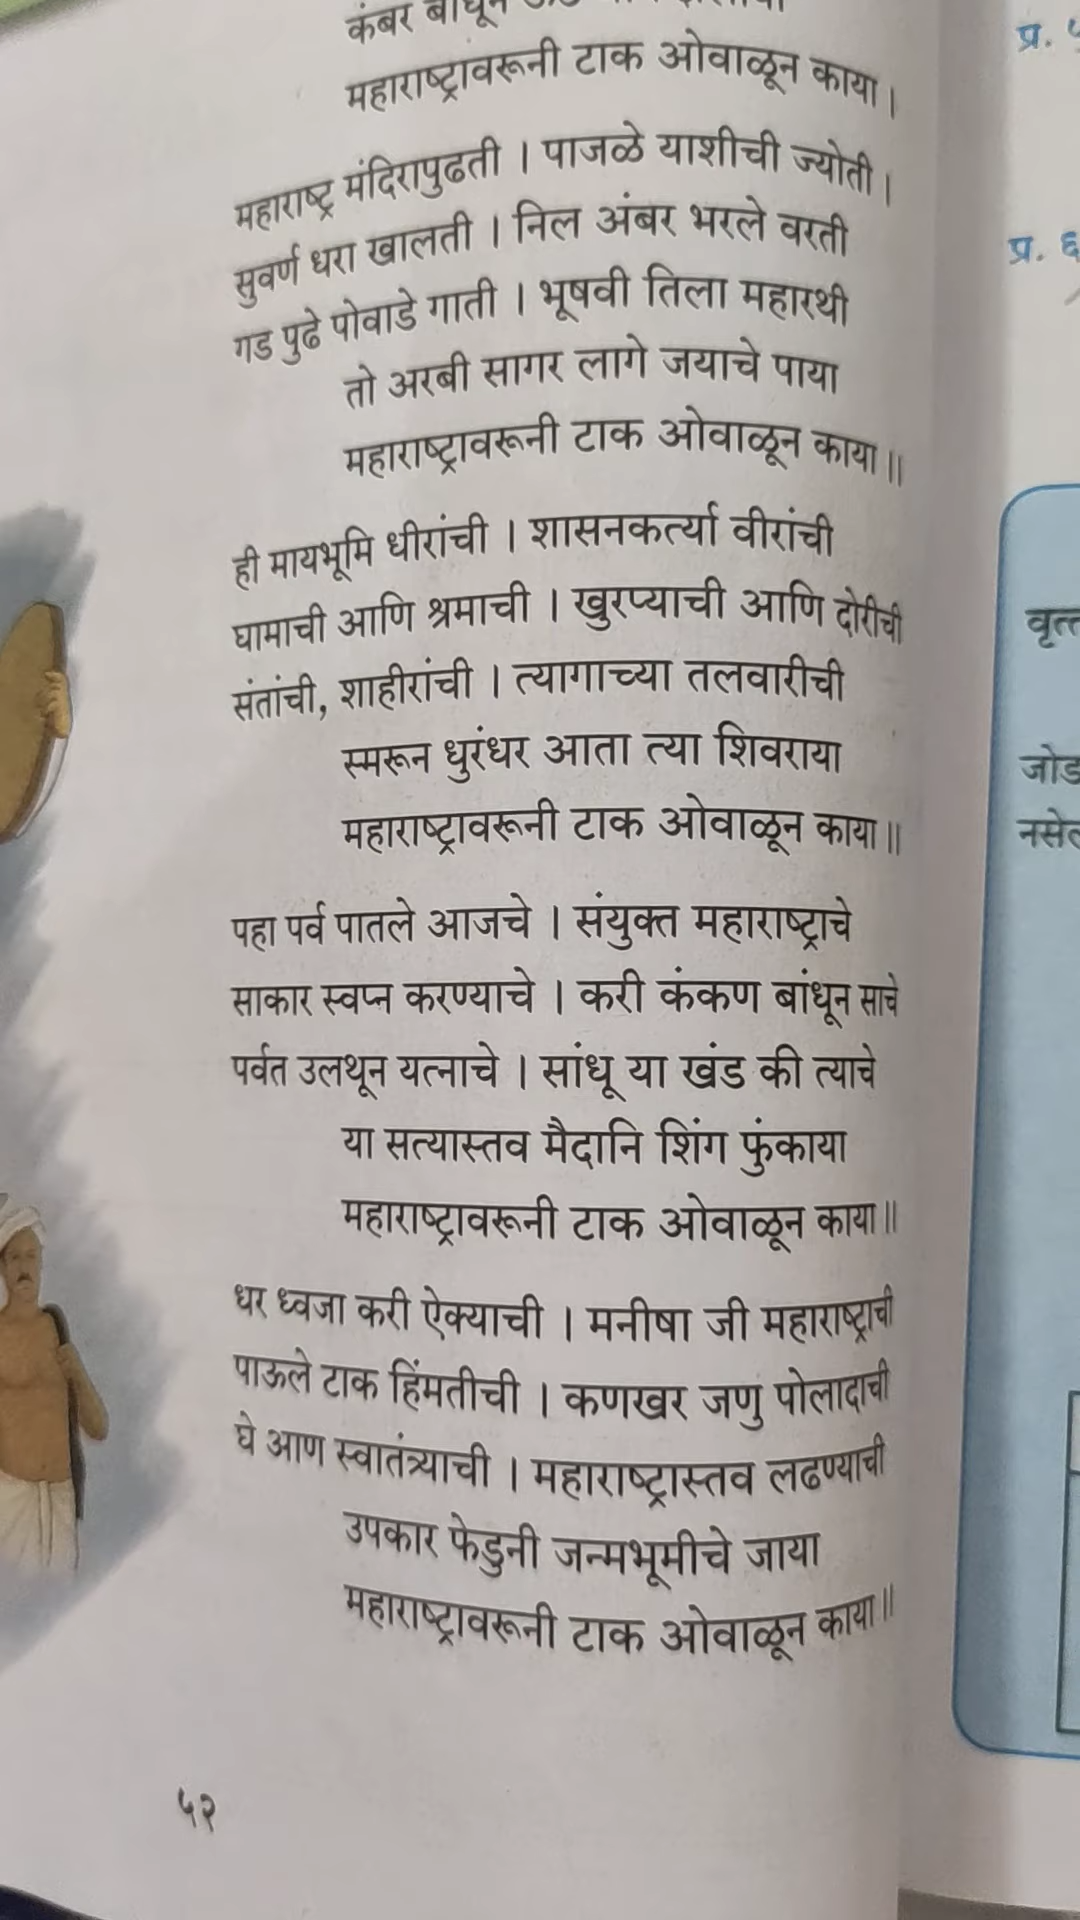 कंबर बांधून
महाराष्ट्रावरूनी टाक ओवाळून काया ।
महाराष्ट्र मंदिरापुढती । पाजळे याशीची ज्योती ।
सुवर्ण धरा खालती । निल अंबर भरले वरती
गड पुढे पोवाडे गाती । भूषवी तिला महारथी
तो अरबी सागर लागे जयाचे पाया
महाराष्ट्रावरूनी टाक ओवाळून काया ॥
ही मायभूमि धीरांची । शासनकर्त्या वीरांची
घामाची आणि श्रमाची । खुरप्याची आणि दोरीची
संतांची, शाहीरांची । त्यागाच्या तलवारीची
स्मरून धुरंधर आता त्या शिवराया
महाराष्ट्रावरूनी टाक ओवाळून काया ॥
पहा पर्व पातले आजचे । संयुक्त महाराष्ट्राचे
साकार स्वप्न करण्याचे । करी कंकण बांधून साचे
पर्वत उलथून यत्नाचे । सांधू या खंड की त्याचे
या सत्यास्तव मैदानि शिंग फुंकाया
महाराष्ट्रावरूनी टाक ओवाळून काया ॥
धर ध्वजा करी ऐक्याची । मनीषा जी महाराष्ट्राची
पाऊले टाक हिंमतीची । कणखर जणु पोलादाची
घे आण स्वातंत्र्याची । महाराष्ट्रास्तव लढण्याची
उपकार फेडुनी जन्मभूमीचे जाया
महाराष्ट्रावरूनी टाक ओवाळून काया ॥
५२
प्र.
प्र. ६
जोड